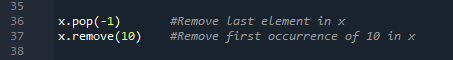 35
36 x.pop(-1) #Remove last element in x
37 x.remove(10) #Remove first occurrence of 10 in x
38